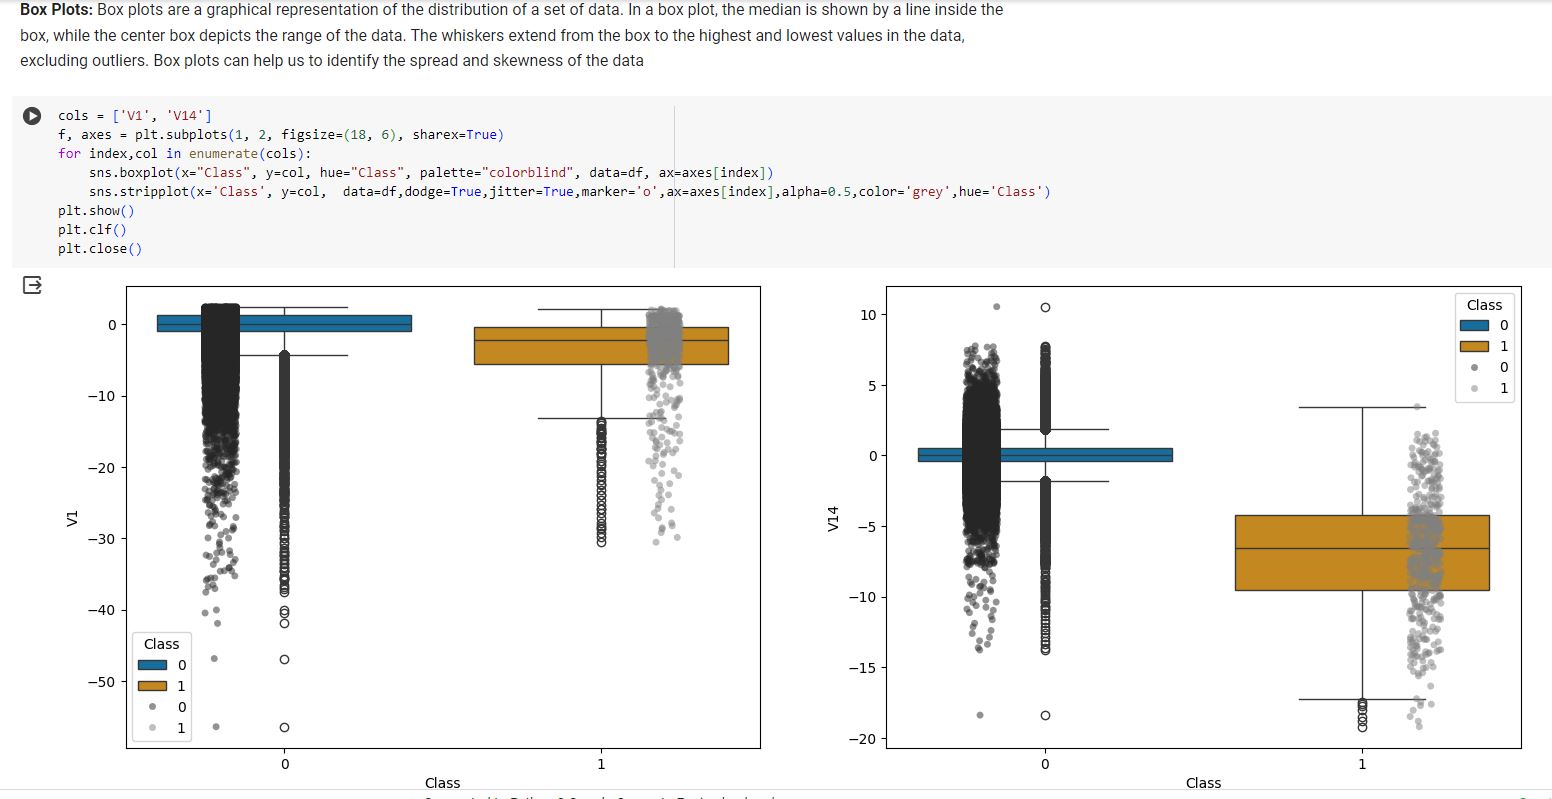 Box Plots: Box plots are a graphical representation of the distribution of a set of data. In a box plot, the median is shown by a line inside the
box, while the center box depicts the range of the data. The whiskers extend from the box to the highest and lowest values in the data,
excluding outliers. Box plots can help us to identify the spread and skewness of the data
cols = ['V1', 'V14']
f, axes = plt.subplots(1, 2, figsize=(18, 6), sharex=True)
for index,col in enumerate(cols):
    sns.boxplot(x="Class", y=col, hue="Class", palette="colorblind", data=df, ax=axes[index])
    sns.stripplot(x='Class', y=col,  data=df,dodge=True,jitter=True,marker='o',ax=axes[index],alpha=0.5,color='grey',hue='Class')
plt.show()
plt.clf()
plt.close()
0
−10
−20
−30
−40
−50
V1
Class
0
1
0
1
0
1
Class
10
5
0
−5
−10
−15
−20
V14
Class
0
1
0
1
0
1
Class